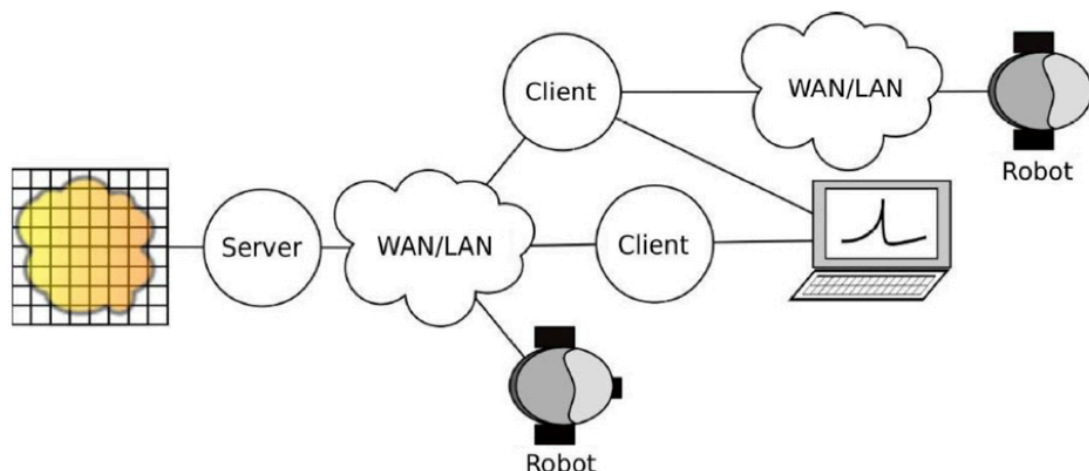 Client
WAN/LAN
Robot
Server
WAN/LAN
Client
Robot